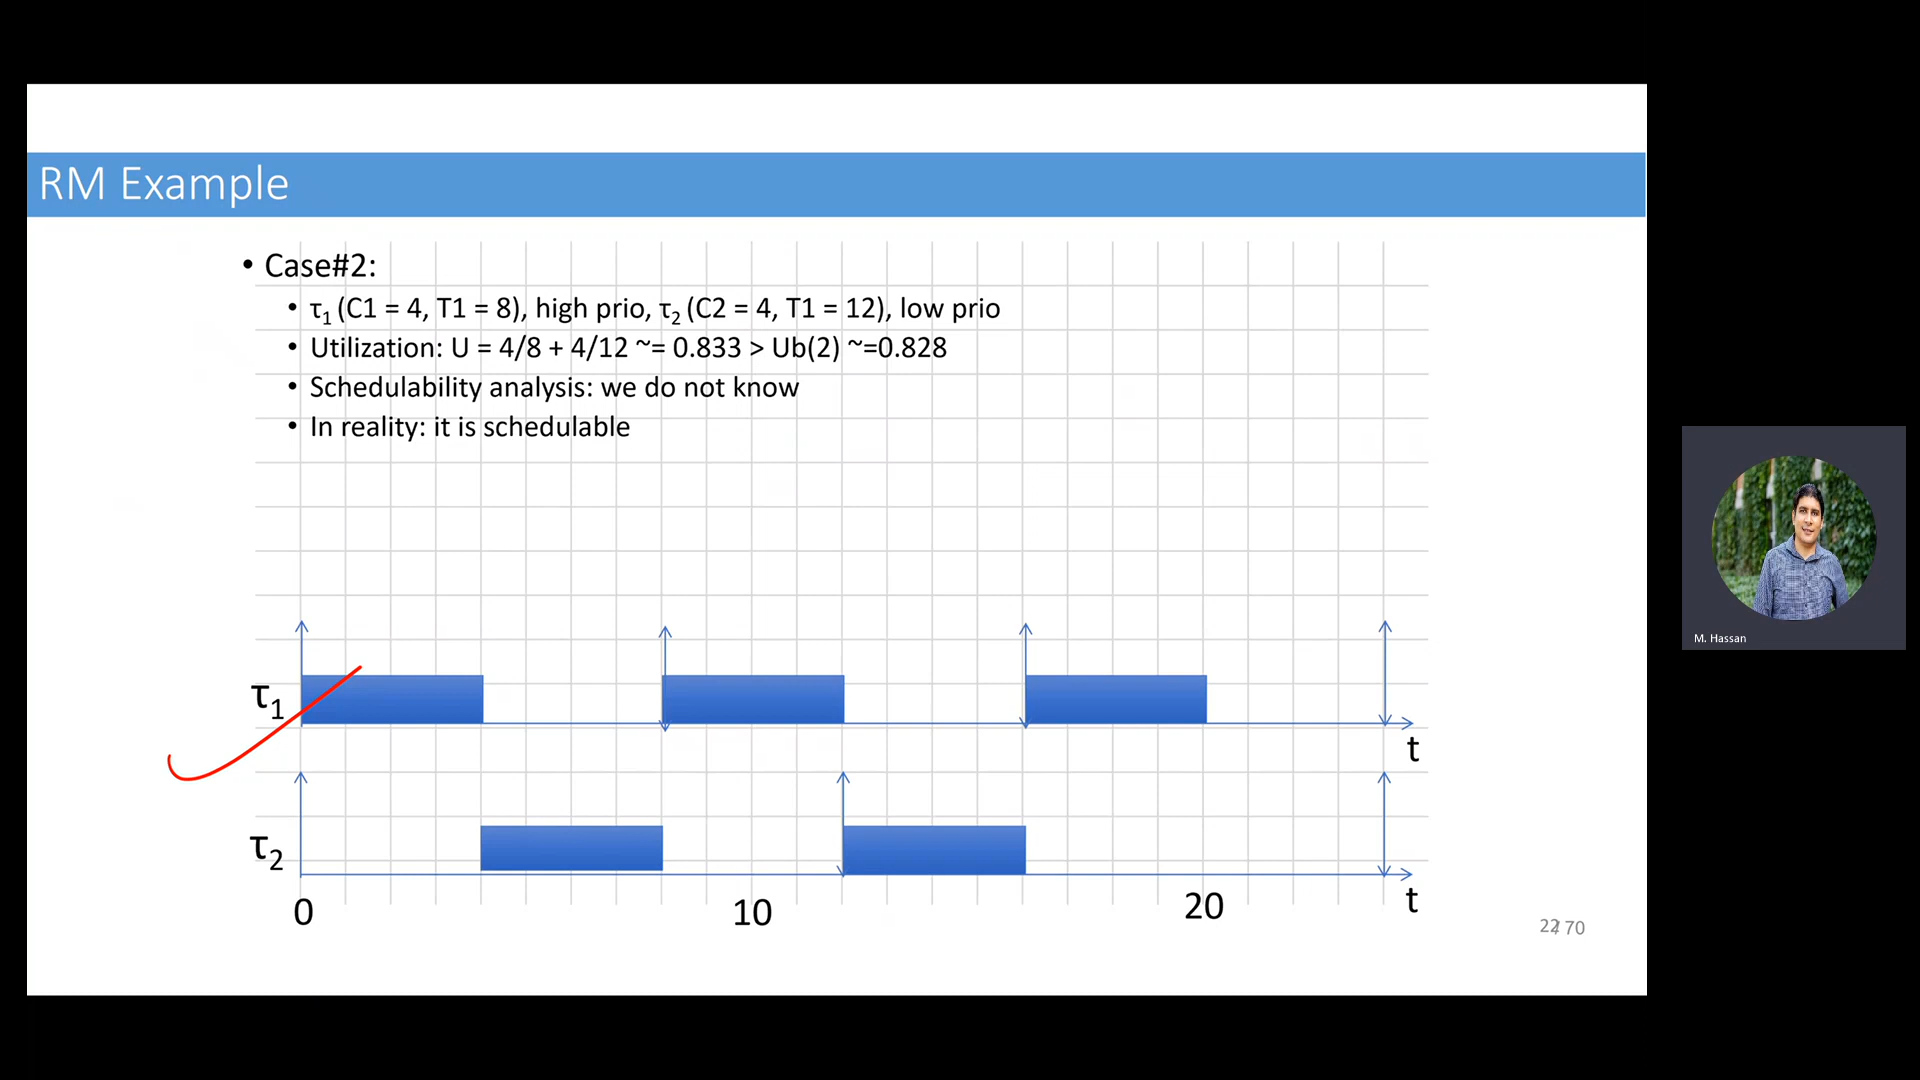 RM Example
• Case#2:
• τ1 (C1 = 4, T1 = 8), high prio, τ2 (C2 = 4, T1 = 12), low prio
• Utilization: U = 4/8 + 4/12 ~= 0.833 > Ub(2) ~=0.828
• Schedulability analysis: we do not know
• In reality: it is schedulable
τ1
t
τ2
t
0 10 20
22/ 70
M. Hassan